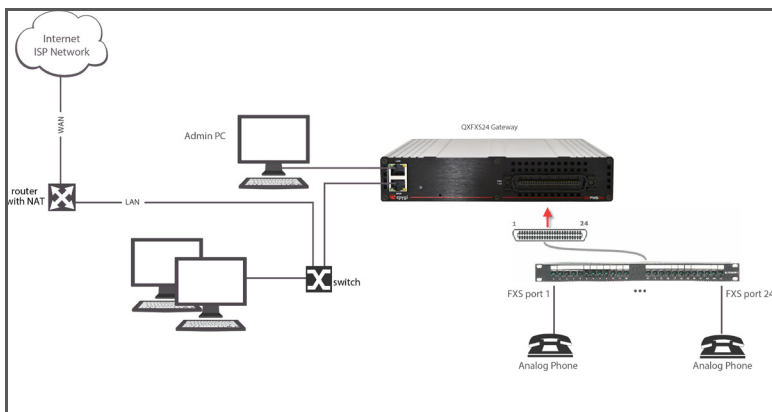 Internet
ISP Network
WAN
Admin PC
QXFXS24 Gateway
router
with NAT
LAN
switch
1
24
FXS port 1
...
FXS port 24
Analog Phone
Analog Phone